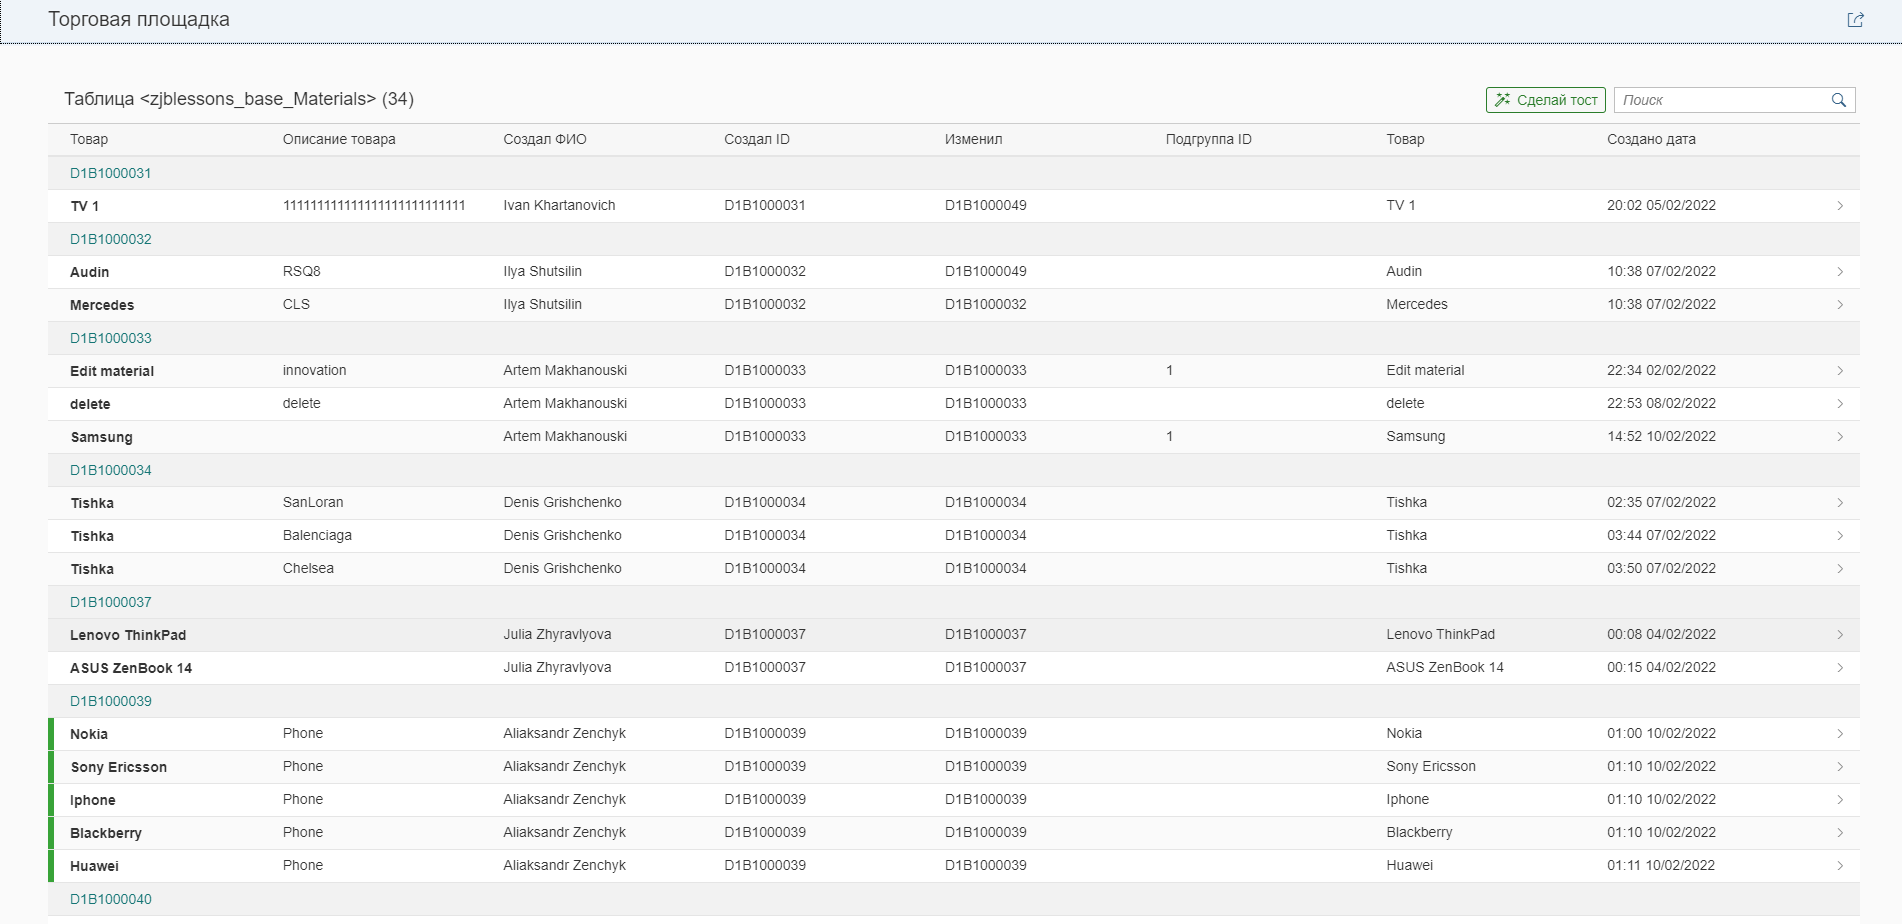 Торговая площадка
Таблица <zjblessons_base_Materials> (34)
Сделай тост
Поиск
Товар Описание товара Создал ФИО Создал ID Изменил Подгруппа ID Товар Создано дата
D1B1000031
TV 1 Ivan Khartanovich D1B1000031 D1B1000049 TV 1 20:02 05/02/2022
D1B1000032
Audin RSQ8 Ilya Shutsilin D1B1000032 D1B1000049 Audin 10:38 07/02/2022
Mercedes CLS Ilya Shutsilin D1B1000032 D1B1000032 Mercedes 10:38 07/02/2022
D1B1000033
Edit material innovation Artem Makhanouski D1B1000033 D1B1000033 1 Edit material 22:34 02/02/2022
delete delete Artem Makhanouski D1B1000033 D1B1000033 delete 22:53 08/02/2022
Samsung Artem Makhanouski D1B1000033 D1B1000033 1 Samsung 14:52 10/02/2022
D1B1000034
Tishka SanLoran Denis Grishchenko D1B1000034 D1B1000034 Tishka 02:35 07/02/2022
Tishka Balenciaga Denis Grishchenko D1B1000034 D1B1000034 Tishka 03:44 07/02/2022
Tishka Chelsea Denis Grishchenko D1B1000034 D1B1000034 Tishka 03:50 07/02/2022
D1B1000037
Lenovo ThinkPad Julia Zhyravlyova D1B1000037 D1B1000037 Lenovo ThinkPad 00:08 04/02/2022
ASUS ZenBook 14 Julia Zhyravlyova D1B1000037 D1B1000037 ASUS ZenBook 14 00:15 04/02/2022
D1B1000039
Nokia Phone Aliaksandr Zenchyk D1B1000039 D1B1000039 Nokia 01:00 10/02/2022
Sony Ericsson Phone Aliaksandr Zenchyk D1B1000039 D1B1000039 Sony Ericsson 01:10 10/02/2022
Iphone Phone Aliaksandr Zenchyk D1B1000039 D1B1000039 Iphone 01:10 10/02/2022
Blackberry Phone Aliaksandr Zenchyk D1B1000039 D1B1000039 Blackberry 01:10 10/02/2022
Huawei Phone Aliaksandr Zenchyk D1B1000039 D1B1000039 Huawei 01:11 10/02/2022
D1B1000040